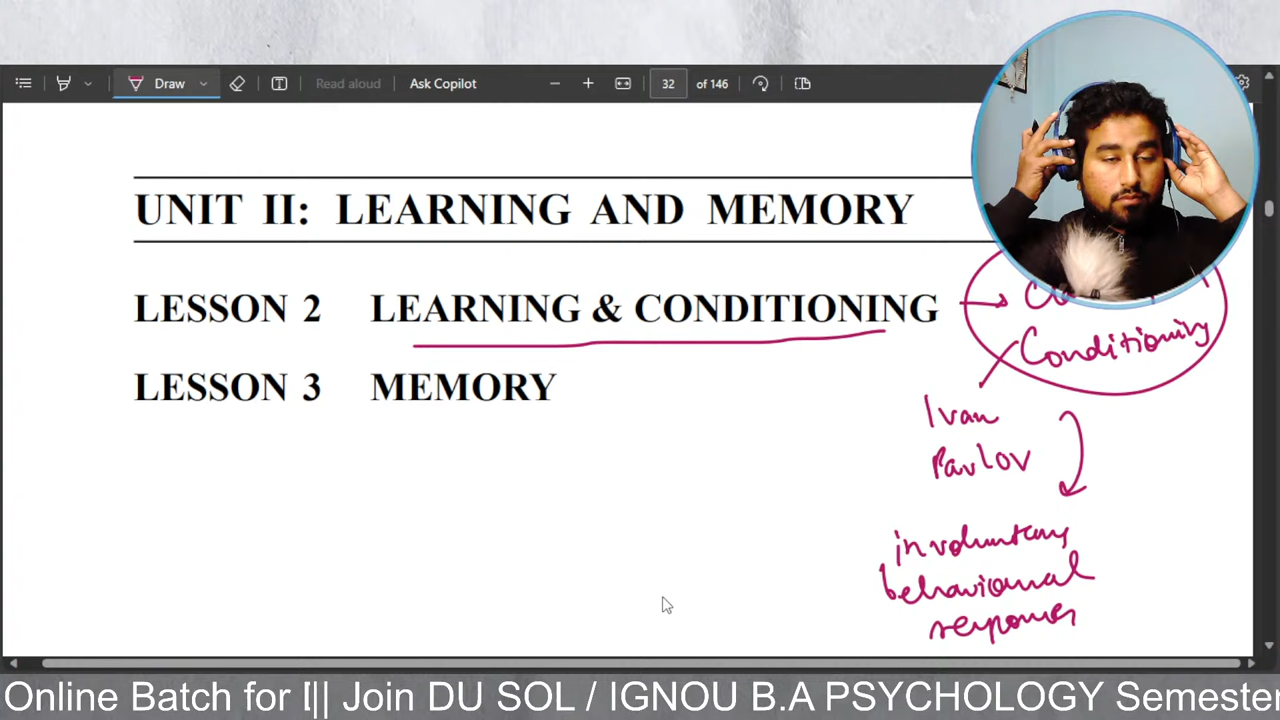 Draw
Read aloud
Ask Copilot
32 of 146
UNIT II: LEARNING AND MEMORY
LESSON 2 LEARNING & CONDITIONING
LESSON 3 MEMORY
Conditioning
Ivan
Pavlov
involuntary
behavioural
responses
Online Batch for I|| Join DU SOL / IGNOU B.A PSYCHOLOGY Semester